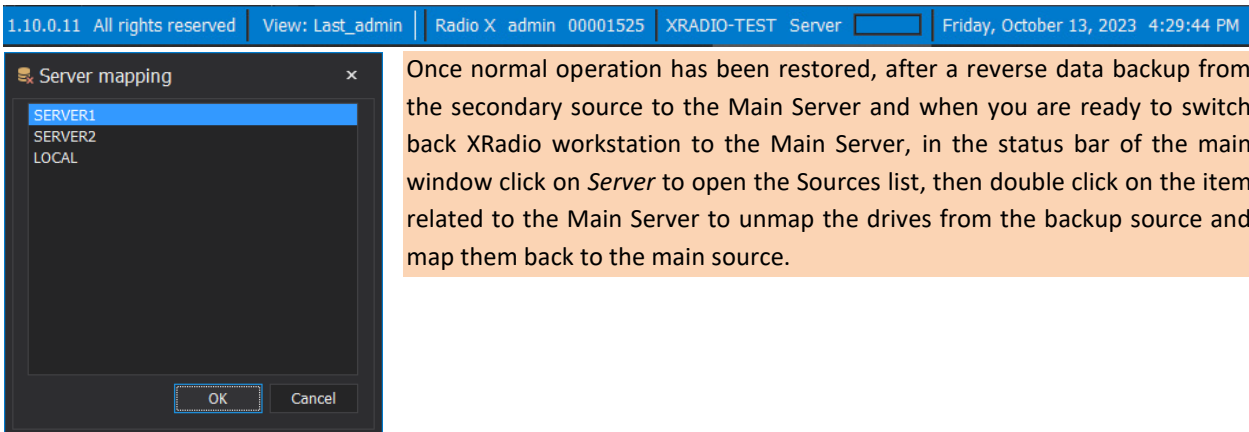 1.10.0.11 All rights reserved View: Last_admin Radio X admin 00001525 XRADIO-TEST Server Friday, October 13, 2023 4:29:44 PM
Server mapping ×
SERVER1
SERVER2
LOCAL
OK Cancel
Once normal operation has been restored, after a reverse data backup from
the secondary source to the Main Server and when you are ready to switch
back XRadio workstation to the Main Server, in the status bar of the main
window click on Server to open the Sources list, then double click on the item
related to the Main Server to unmap the drives from the backup source and
map them back to the main source.